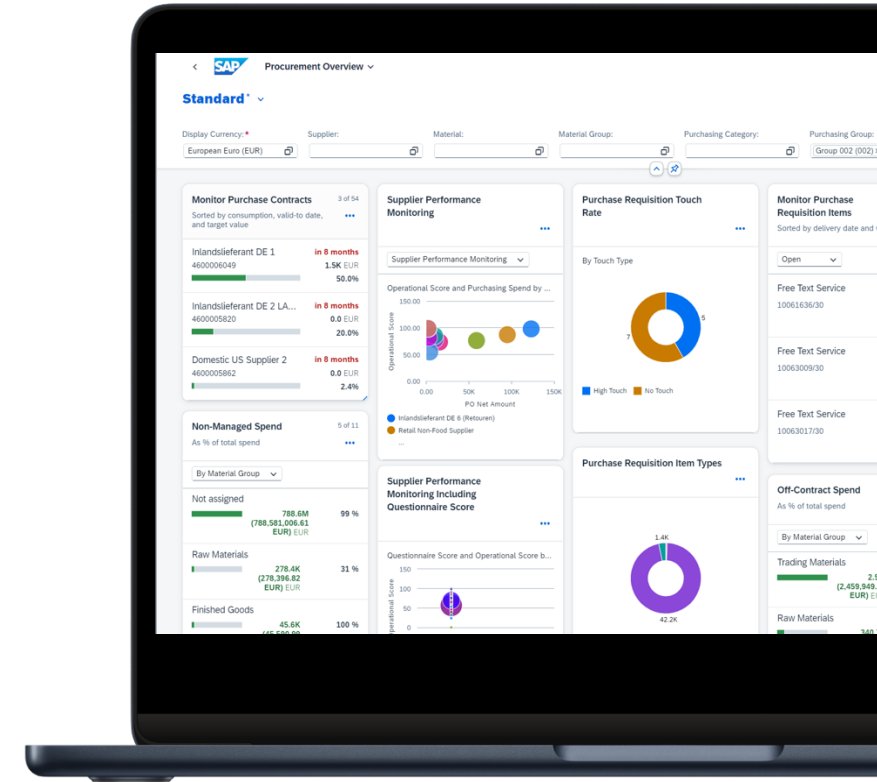 SAP Procurement Overview
Standard*
Display Currency:*
European Euro (EUR)
Supplier:
Material:
Material Group:
Purchasing Category:
Purchasing Group:
Group 002 (002)
Monitor Purchase Contracts
3 of 54
Sorted by consumption, valid-to date,
and target value
Inlandslieferant DE 1
in 8 months
4600006049
1.5K EUR
50.0%
Inlandslieferant DE 2 LA...
in 8 months
4600005820
0.0 EUR
20.0%
Domestic US Supplier 2
in 8 months
4600005862
0.0 EUR
2.4%
Non-Managed Spend
5 of 11
As % of total spend
By Material Group
Not assigned
788.6M
99 %
(788,581,006.61
EUR) EUR
Raw Materials
278.4K
31 %
(278,396.82
EUR) EUR
Finished Goods
45.6K
100 %
Supplier Performance
Monitoring
Supplier Performance Monitoring
Operational Score and Purchasing Spend by ...
Operational Score
150.00
100.00
50.00
0.00
0.00
50K
100K
150K
PO Net Amount
Inlandslieferant DE 6 (Retouren)
Retail Non-Food Supplier
...
Supplier Performance
Monitoring Including
Questionnaire Score
Questionnaire Score and Operational Score b...
150
100
50
0
Purchase Requisition Touch
Rate
By Touch Type
5
7
High Touch
No Touch
Purchase Requisition Item Types
1.4K
42.2K
Monitor Purchase
Requisition Items
Sorted by delivery date and
Open
Free Text Service
10061636/30
Free Text Service
10063009/30
Free Text Service
10063017/30
Off-Contract Spend
As % of total spend
By Material Group
Trading Materials
(2,459,949.
EUR)
Raw Materials